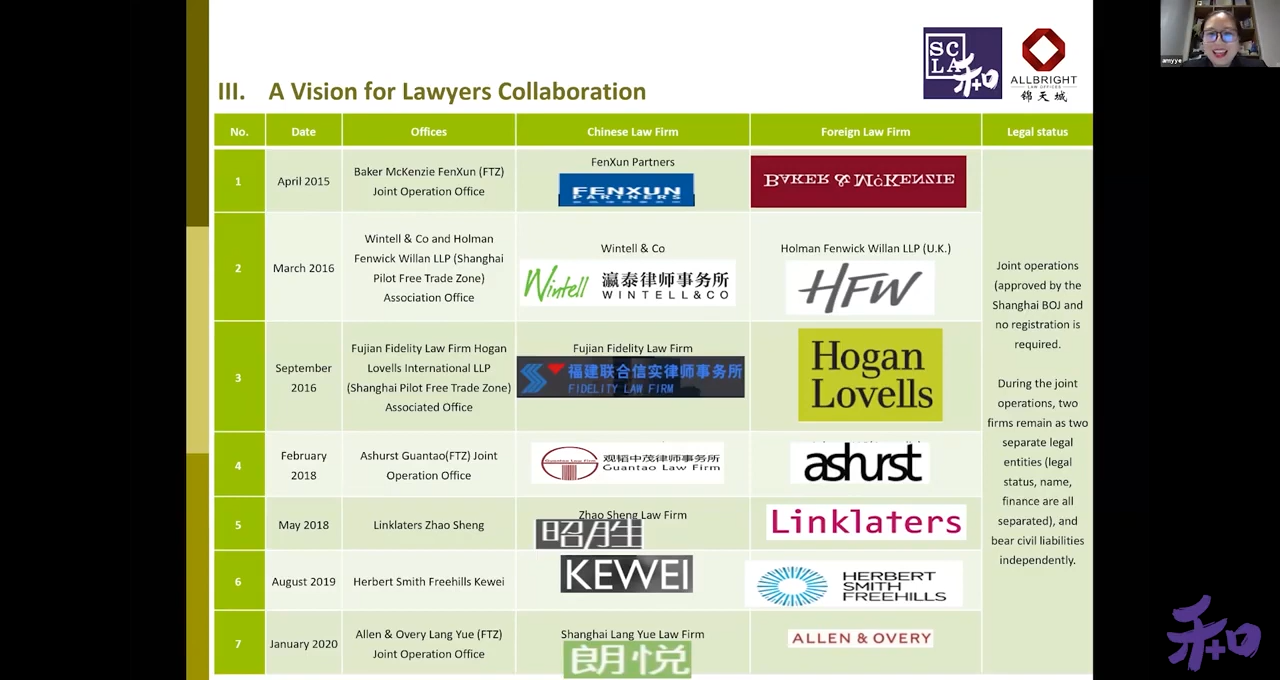 SC
LA
和
ALLBRIGHT
LAW OFFICES
錦 天 城
amyye
III. A Vision for Lawyers Collaboration
No.
Date
Offices
Chinese Law Firm
Foreign Law Firm
Legal status
1
April 2015
Baker McKenzie FenXun (FTZ)
Joint Operation Office
FenXun Partners
FENXUN
PARTNERS
BAKER & MCKENZIE
2
March 2016
Wintell & Co and Holman
Fenwick Willan LLP (Shanghai
Pilot Free Trade Zone)
Association Office
Wintell & Co
Wintell 瀛泰律师事务所
WINTELL&CO
Holman Fenwick Willan LLP (U.K.)
HFW
3
September
2016
Fujian Fidelity Law Firm Hogan
Lovells International LLP
(Shanghai Pilot Free Trade Zone)
Associated Office
Fujian Fidelity Law Firm
福建联合信实律师事务所
FIDELITY LAW FIRM
Hogan
Lovells
4
February
2018
Ashurst Guantao(FTZ) Joint
Operation Office
观韬中茂律师事务所
Guantao Law Firm
ashurst
5
May 2018
Linklaters Zhao Sheng
Zhao Sheng Law Firm
昭胜
Linklaters
6
August 2019
Herbert Smith Freehills Kewei
KEWEI
HERBERT
SMITH
FREEHILLS
7
January 2020
Allen & Overy Lang Yue (FTZ)
Joint Operation Office
Shanghai Lang Yue Law Firm
朗悦
ALLEN & OVERY
Joint operations
(approved by the
Shanghai BOJ and
no registration is
required.
During the joint
operations, two
firms remain as two
separate legal
entities (legal
status, name,
finance are all
separated), and
bear civil liabilities
independently.
和